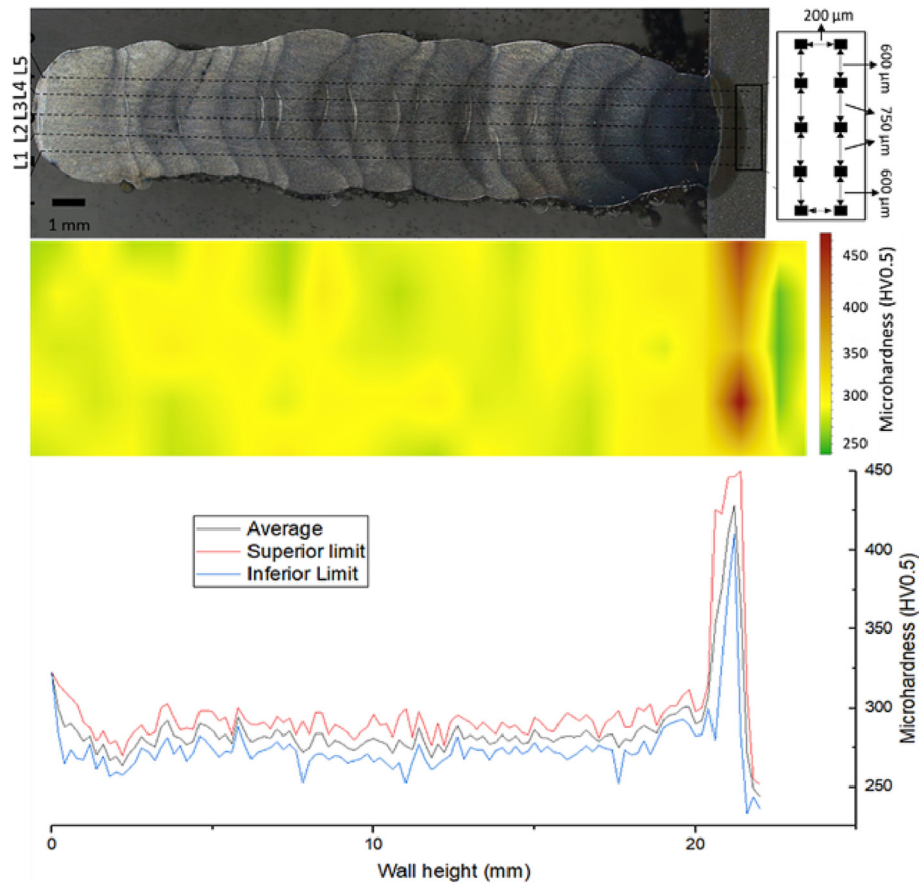 200 µm
600 µm
750 µm
600 µm
L1 L2 L3 L4 L5
1 mm
Microhardness (HV0.5)
450
400
350
300
250
Average
Superior limit
Inferior Limit
450
400
350
300
250
Microhardness (HV0.5)
0
10
20
Wall height (mm)